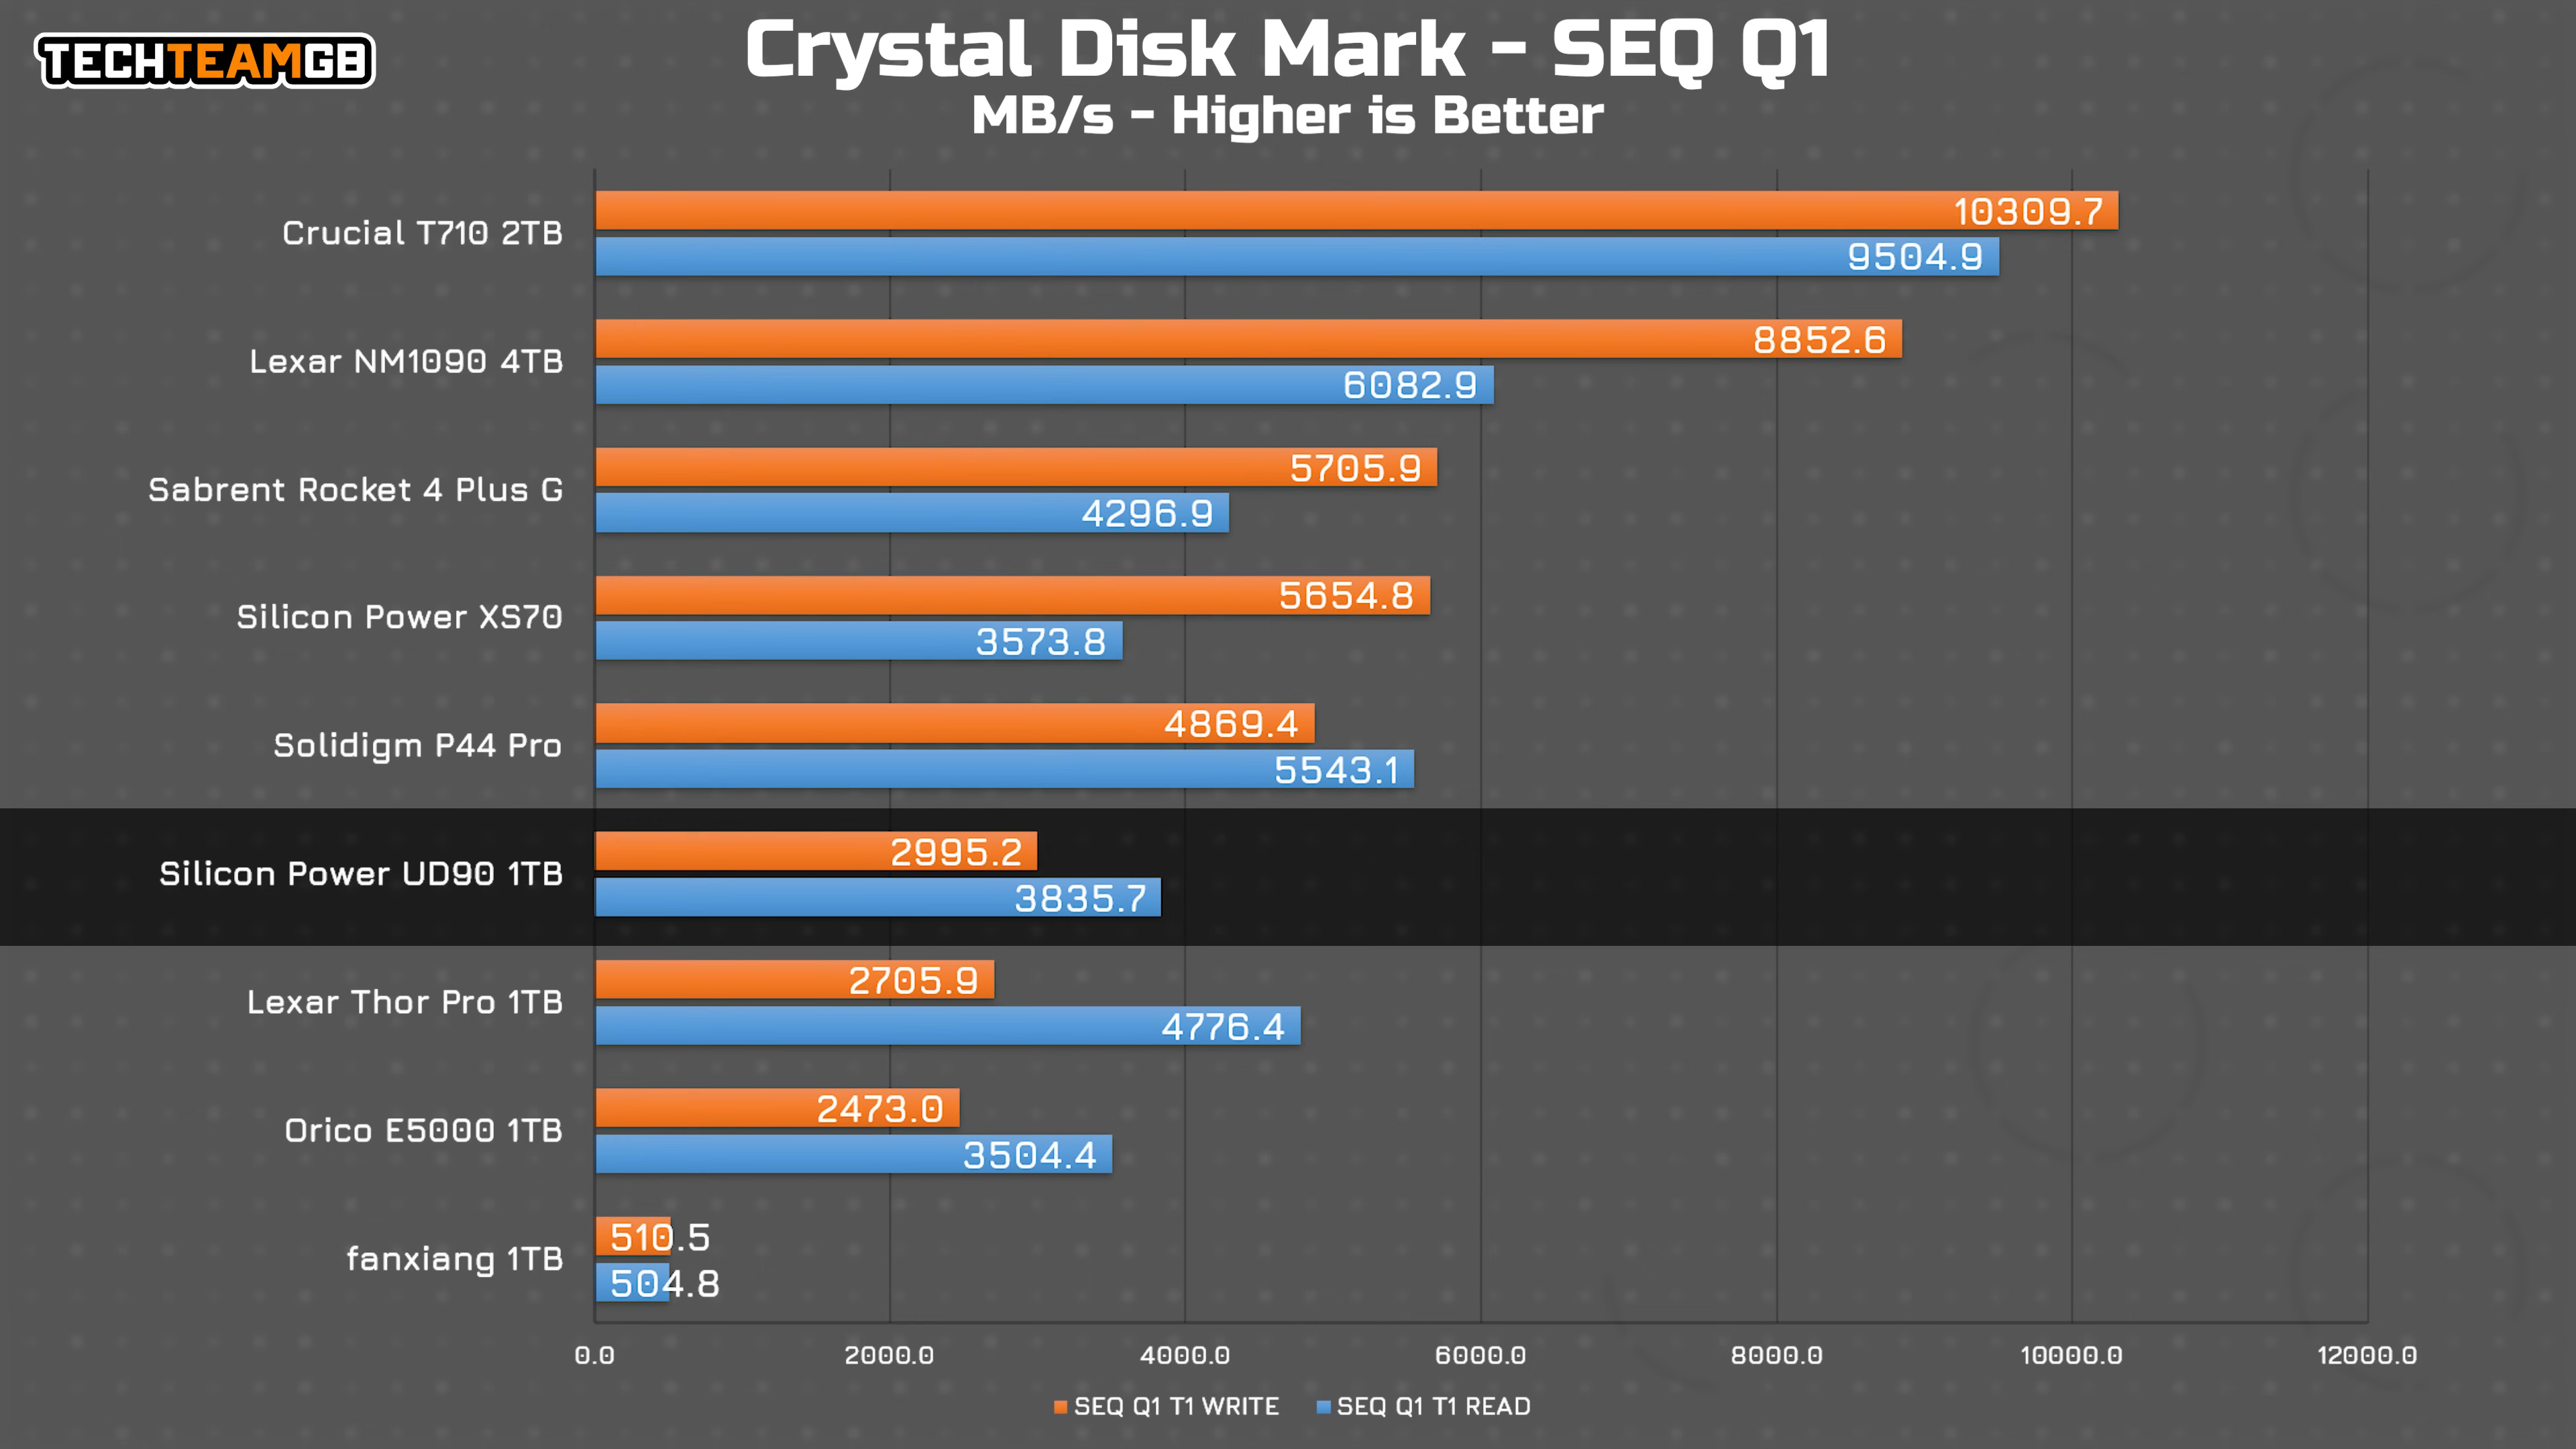 TECHTEAMGB
Crystal Disk Mark - SEQ Q1
MB/s - Higher is Better
Crucial T710 2TB
10309.7
9504.9
Lexar NM1090 4TB
8852.6
6082.9
Sabrent Rocket 4 Plus G
5705.9
4296.9
Silicon Power XS70
5654.8
3573.8
Solidigm P44 Pro
4869.4
5543.1
Silicon Power UD90 1TB
2995.2
3835.7
Lexar Thor Pro 1TB
2705.9
4776.4
Orico E5000 1TB
2473.0
3504.4
fanxiang 1TB
510.5
504.8
0.0 2000.0 4000.0 6000.0 8000.0 10000.0 12000.0
SEQ Q1 T1 WRITE SEQ Q1 T1 READ